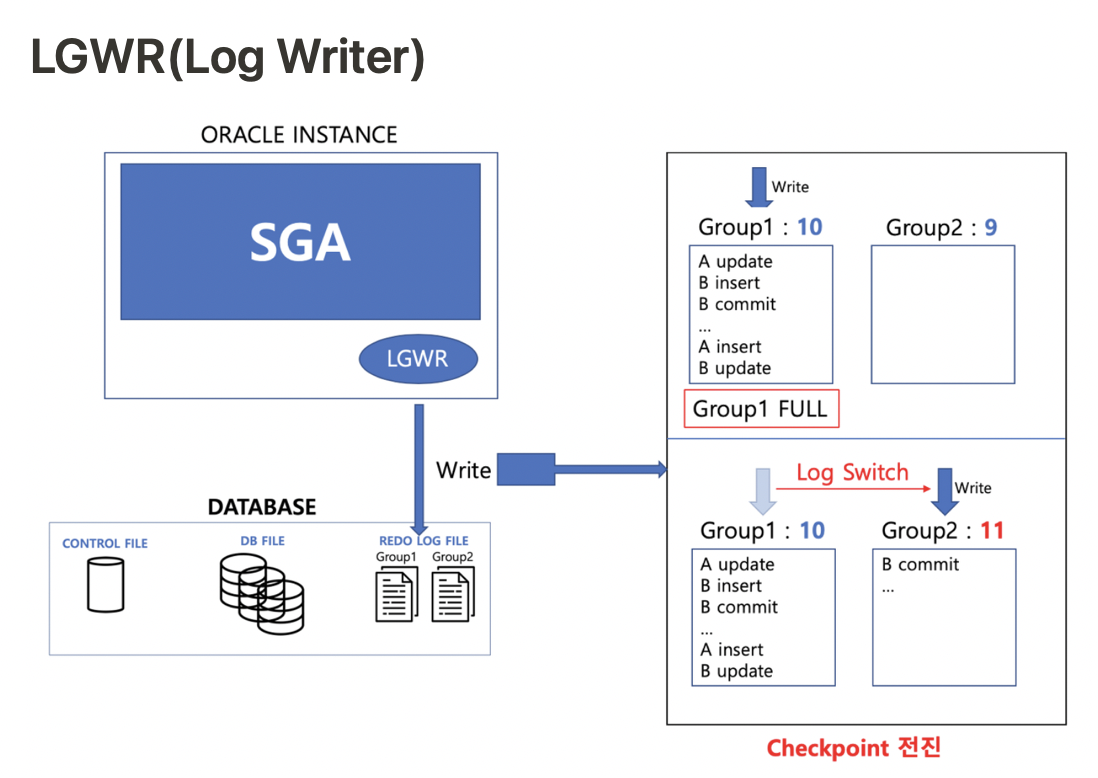 LGWR(Log Writer)
ORACLE INSTANCE
SGA
LGWR
Write
DATABASE
CONTROL FILE
DB FILE
REDO LOG FILE
Group1
Group2
Write
Group1 : 10
A update
B insert
B commit
...
A insert
B update
Group1 FULL
Group2 : 9
Log Switch
Write
Group1 : 10
A update
B insert
B commit
...
A insert
B update
Group2 : 11
B commit
...
Checkpoint 전진